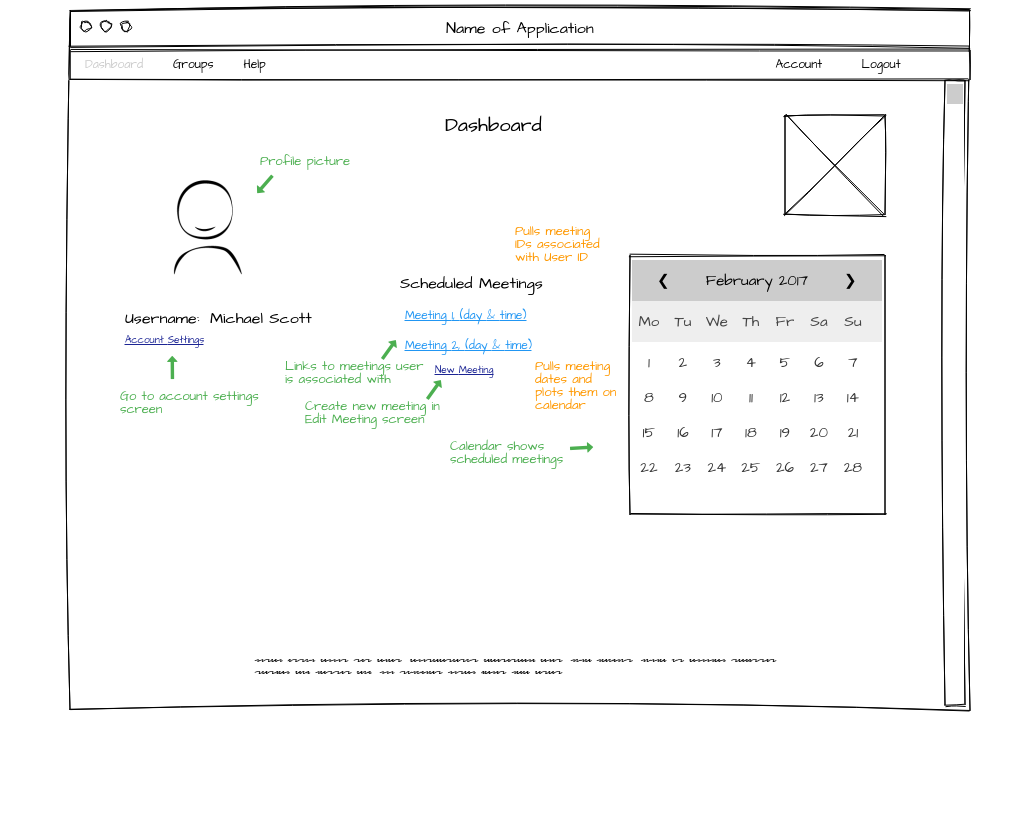 Name of Application
Dashboard Groups Help Account Logout
Dashboard
Profile picture
Pulls meeting
IDs associated
with User ID
Scheduled Meetings
Username: Michael Scott
Account Settings
Go to account settings
screen
Meeting 1 (day & time)
Meeting 2 (day & time)
New Meeting
Links to meetings user
is associated with
Create new meeting in
Edit Meeting screen
Pulls meeting
dates and
plots them on
calendar
Calendar shows
scheduled meetings
❮ February 2017 ❯
Mo Tu We Th Fr Sa Su
1 2 3 4 5 6 7
8 9 10 11 12 13 14
15 16 17 18 19 20 21
22 23 24 25 26 27 28